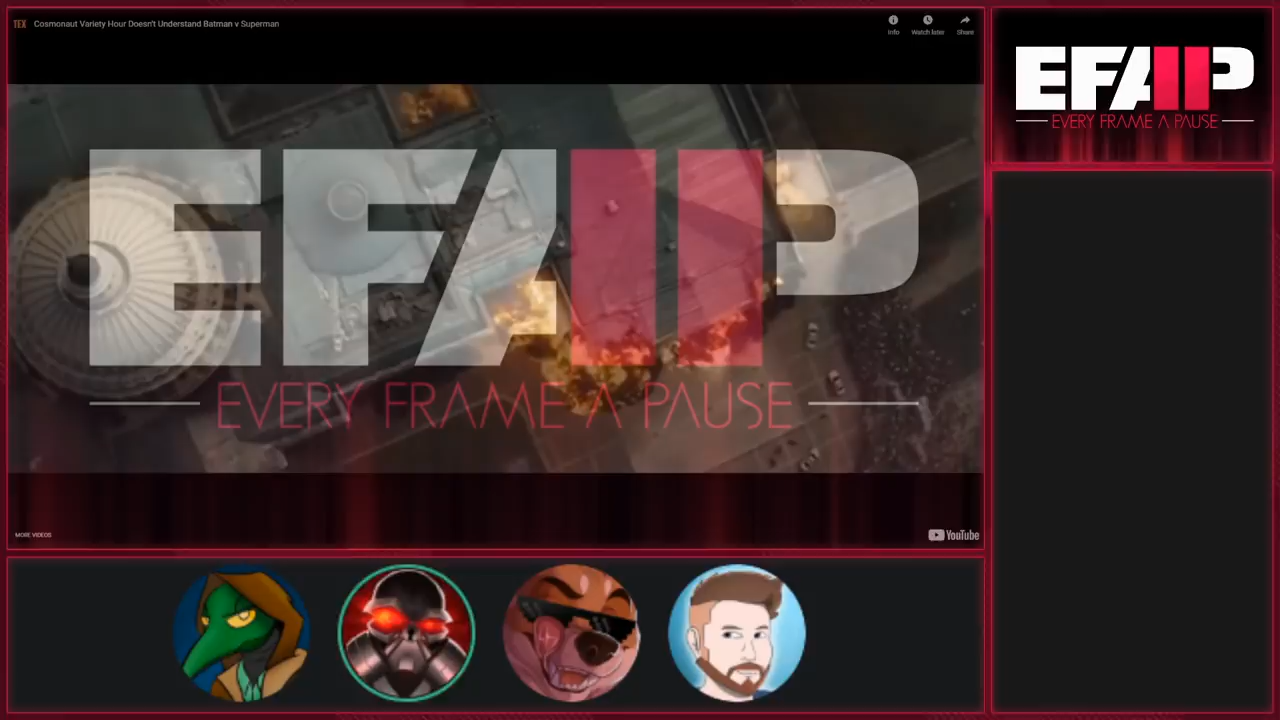 TEX Cosmonaut Variety Hour Doesn't Understand Batman v Superman
Info
Watch later
Share
EFAP
EVERY FRAME A PAUSE
MORE VIDEOS
YouTube
EFAP
EVERY FRAME A PAUSE